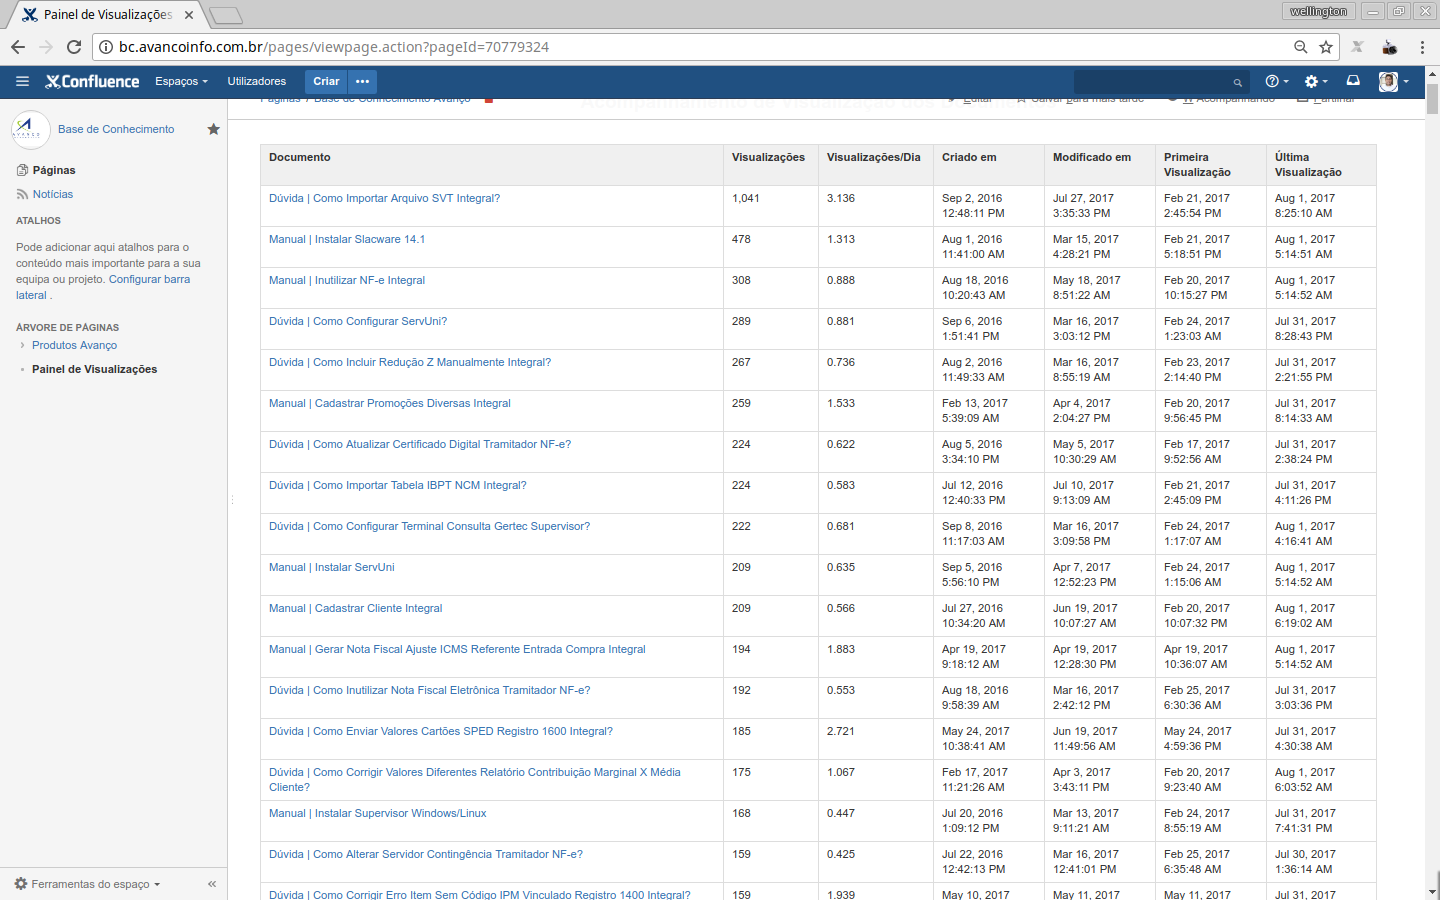 Painel de Visualizações
wellington
bc.avancoinfo.com.br/pages/viewpage.action?pageId=70779324
Confluence Espaços Utilizadores Criar •••
Base de Conhecimento
Páginas
Notícias
ATALHOS
Pode adicionar aqui atalhos para o
conteúdo mais importante para a sua
equipa ou projeto. Configurar barra
lateral .
ÁRVORE DE PÁGINAS
Produtos Avanço
Painel de Visualizações
Ferramentas do espaço
Páginas / Base de Conhecimento Avanço
Editar Salvar para mais tarde Acompanhando Partilhar
Documento Visualizações Visualizações/Dia Criado em Modificado em Primeira Última
Visualização Visualização
Dúvida | Como Importar Arquivo SVT Integral? 1,041 3.136 Sep 2, 2016 Jul 27, 2017 Feb 21, 2017 Aug 1, 2017
12:48:11 PM 3:35:33 PM 2:45:54 PM 8:25:10 AM
Manual | Instalar Slacware 14.1 478 1.313 Aug 1, 2016 Mar 15, 2017 Feb 21, 2017 Aug 1, 2017
11:41:00 AM 4:28:21 PM 5:18:51 PM 5:14:51 AM
Manual | Inutilizar NF-e Integral 308 0.888 Aug 18, 2016 May 18, 2017 Feb 20, 2017 Aug 1, 2017
10:20:43 AM 8:51:22 AM 10:15:27 PM 5:14:52 AM
Dúvida | Como Configurar ServUni? 289 0.881 Sep 6, 2016 Mar 16, 2017 Feb 24, 2017 Jul 31, 2017
1:51:41 PM 3:03:12 PM 1:23:03 AM 8:28:43 PM
Dúvida | Como Incluir Redução Z Manualmente Integral? 267 0.736 Aug 2, 2016 Mar 16, 2017 Feb 23, 2017 Jul 31, 2017
11:49:33 AM 8:55:19 AM 2:14:40 PM 2:21:55 PM
Manual | Cadastrar Promoções Diversas Integral 259 1.533 Feb 13, 2017 Apr 4, 2017 Feb 20, 2017 Jul 31, 2017
5:39:09 AM 2:04:27 PM 9:56:45 PM 8:14:33 AM
Dúvida | Como Atualizar Certificado Digital Tramitador NF-e? 224 0.622 Aug 5, 2016 May 5, 2017 Feb 17, 2017 Jul 31, 2017
3:34:10 PM 10:30:29 AM 9:52:56 AM 2:38:24 PM
Dúvida | Como Importar Tabela IBPT NCM Integral? 224 0.583 Jul 12, 2016 Jul 10, 2017 Feb 21, 2017 Jul 31, 2017
12:40:33 PM 9:13:09 AM 2:45:09 PM 4:11:26 PM
Dúvida | Como Configurar Terminal Consulta Gertec Supervisor? 222 0.681 Sep 8, 2016 Mar 16, 2017 Feb 24, 2017 Aug 1, 2017
11:17:03 AM 3:09:58 PM 1:17:07 AM 4:16:41 AM
Manual | Instalar ServUni 209 0.635 Sep 5, 2016 Apr 7, 2017 Feb 24, 2017 Aug 1, 2017
5:56:10 PM 12:52:23 PM 1:15:06 AM 5:14:52 AM
Manual | Cadastrar Cliente Integral 209 0.566 Jul 27, 2016 Jun 19, 2017 Feb 20, 2017 Aug 1, 2017
10:34:20 AM 10:07:27 AM 10:07:32 PM 6:19:02 AM
Manual | Gerar Nota Fiscal Ajuste ICMS Referente Entrada Compra Integral 194 1.883 Apr 19, 2017 Apr 19, 2017 Apr 19, 2017 Aug 1, 2017
9:18:12 AM 12:28:30 PM 10:36:07 AM 5:14:52 AM
Dúvida | Como Inutilizar Nota Fiscal Eletrônica Tramitador NF-e? 192 0.553 Aug 18, 2016 Mar 16, 2017 Feb 25, 2017 Jul 31, 2017
9:58:39 AM 2:42:12 PM 6:30:36 AM 3:03:36 PM
Dúvida | Como Enviar Valores Cartões SPED Registro 1600 Integral? 185 2.721 May 24, 2017 Jun 19, 2017 May 24, 2017 Jul 31, 2017
10:38:41 AM 11:49:56 AM 4:59:36 PM 4:30:38 AM
Dúvida | Como Corrigir Valores Diferentes Relatório Contribuição Marginal X Média 175 1.067 Feb 17, 2017 Apr 3, 2017 Feb 20, 2017 Aug 1, 2017
Cliente? 11:21:26 AM 3:43:11 PM 9:23:40 AM 6:03:52 AM
Manual | Instalar Supervisor Windows/Linux 168 0.447 Jul 20, 2016 Mar 13, 2017 Feb 24, 2017 Jul 31, 2017
1:09:12 PM 9:11:21 AM 8:55:19 AM 7:41:31 PM
Dúvida | Como Alterar Servidor Contingência Tramitador NF-e? 159 0.425 Jul 22, 2016 Mar 16, 2017 Feb 25, 2017 Jul 30, 2017
12:42:13 PM 12:41:01 PM 6:35:48 AM 1:36:14 AM
Dúvida | Como Corrigir Erro Item Sem Código IPM Vinculado Registro 1400 Integral? 159 1.939 May 10, 2017 May 11, 2017 May 11, 2017 Jul 31, 2017